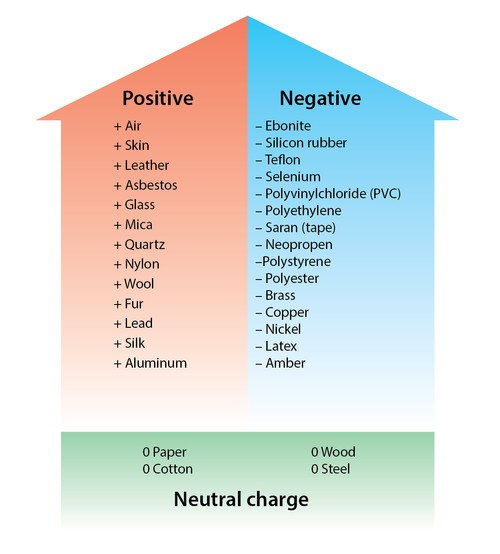 Positive
+ Air
+ Skin
+ Leather
+ Asbestos
+ Glass
+ Mica
+ Quartz
+ Nylon
+ Wool
+ Fur
+ Lead
+ Silk
+ Aluminum
Negative
– Ebonite
– Silicon rubber
– Teflon
– Selenium
– Polyvinylchloride (PVC)
– Polyethylene
– Saran (tape)
– Neopropen
–Polystyrene
– Polyester
– Brass
– Copper
– Nickel
– Latex
– Amber
0 Paper
0 Cotton
0 Wood
0 Steel
Neutral charge